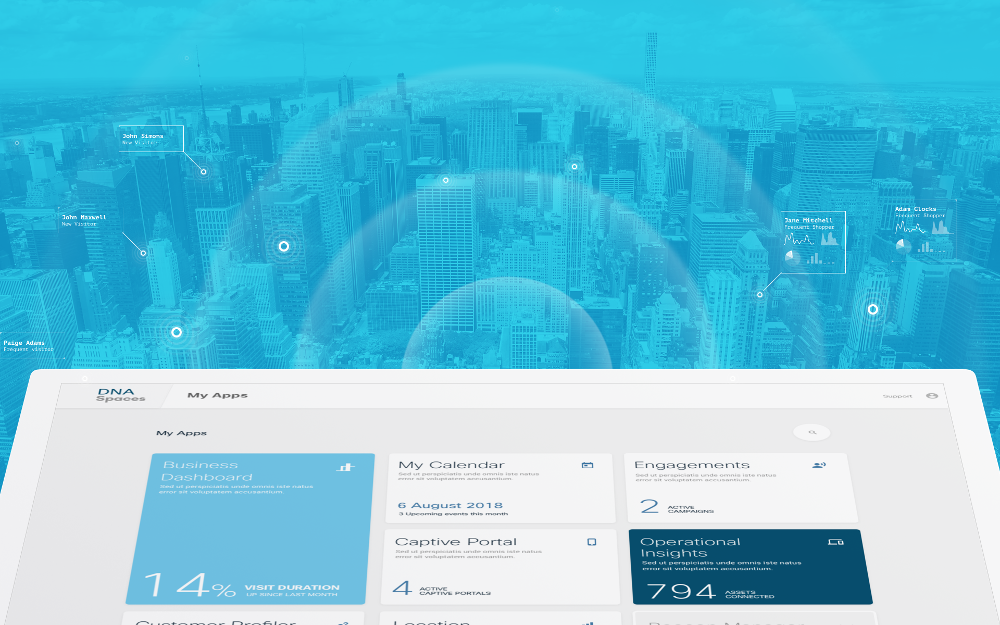 John Simons
New Visitor
John Maxwell
New Visitor
Adam Clocks
Frequent Shopper
Jane Mitchell
Frequent Shopper
Paige Adams
Frequent visitor
DNA
Spaces
My Apps
Support
My Apps
Business
Dashboard
Sed ut perspiciatis unde omnis iste natus
error sit voluptatem accusantium.
14%
VISIT DURATION
UP SINCE LAST MONTH
My Calendar
Sed ut perspiciatis unde omnis iste natus
error sit voluptatem accusantium.
6 August 2018
3 Upcoming events this month
Engagements
Sed ut perspiciatis unde omnis iste natus
error sit voluptatem accusantium.
2
ACTIVE
CAMPAIGNS
Captive Portal
Sed ut perspiciatis unde omnis iste natus
error sit voluptatem accusantium.
4
ACTIVE
CAPTIVE PORTALS
Operational
Insights
Sed ut perspiciatis unde omnis iste natus
error sit voluptatem accusantium.
794
ASSETS
CONNECTED
Customer Profiler
Location
Manager